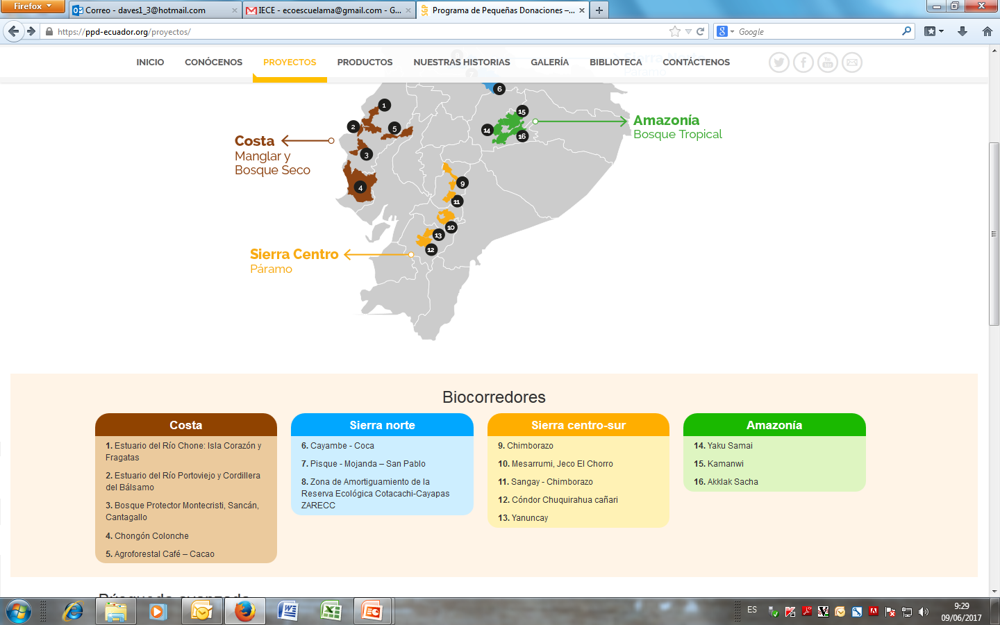 Firefox
Correo - daves1_3@hotmail.com
IECE - ecoescuelama@gmail.com - G...
Programa de Pequeñas Donaciones –...
https://ppd-ecuador.org/proyectos/
Google
INICIO
CONÓCENOS
PROYECTOS
PRODUCTOS
NUESTRAS HISTORIAS
GALERÍA
BIBLIOTECA
CONTÁCTENOS
6
1
2
5
3
4
15
14
16
9
11
10
13
12
Costa
Manglar y
Bosque Seco
Amazonía
Bosque Tropical
Sierra Centro
Páramo
Biocorredores
Costa
1. Estuario del Río Chone: Isla Corazón y
Fragatas
2. Estuario del Río Portoviejo y Cordillera
del Bálsamo
3. Bosque Protector Montecristi, Sancán,
Cantagallo
4. Chongón Colonche
5. Agroforestal Café – Cacao
Sierra norte
6. Cayambe - Coca
7. Pisque - Mojanda – San Pablo
8. Zona de Amortiguamiento de la
Reserva Ecológica Cotacachi-Cayapas
ZARECC
Sierra centro-sur
9. Chimborazo
10. Mesarrumi, Jeco El Chorro
11. Sangay - Chimborazo
12. Cóndor Chuquirahua cañari
13. Yanuncay
Amazonía
14. Yaku Samai
15. Kamanwi
16. Akllak Sacha
Búsqueda avanzada
ES
9:29
09/06/2017